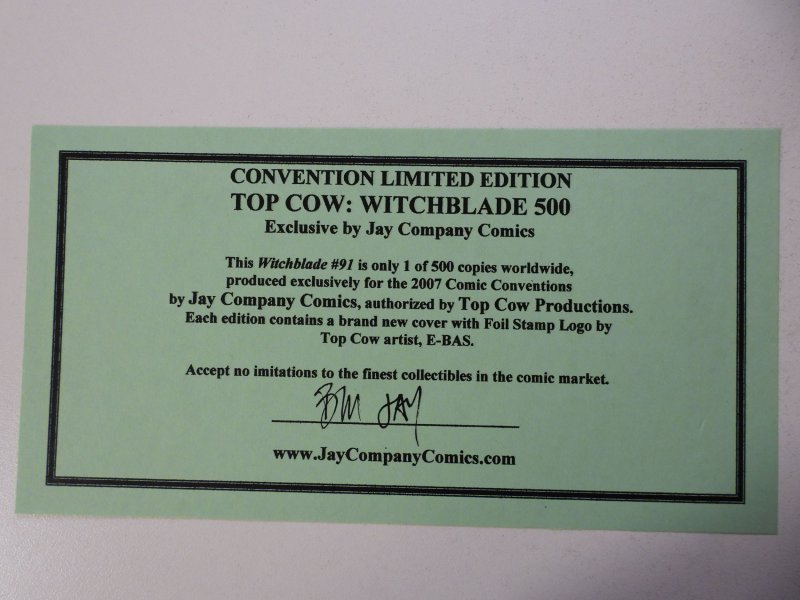 CONVENTION LIMITED EDITION
TOP COW: WITCHBLADE 500
Exclusive by Jay Company Comics
This Witchblade #91 is only 1 of 500 copies worldwide,
produced exclusively for the 2007 Comic Conventions
by Jay Company Comics, authorized by Top Cow Productions.
Each edition contains a brand new cover with Foil Stamp Logo by
Top Cow artist, E-BAS.
Accept no imitations to the finest collectibles in the comic market.
Bill JAY
www.JayCompanyComics.com